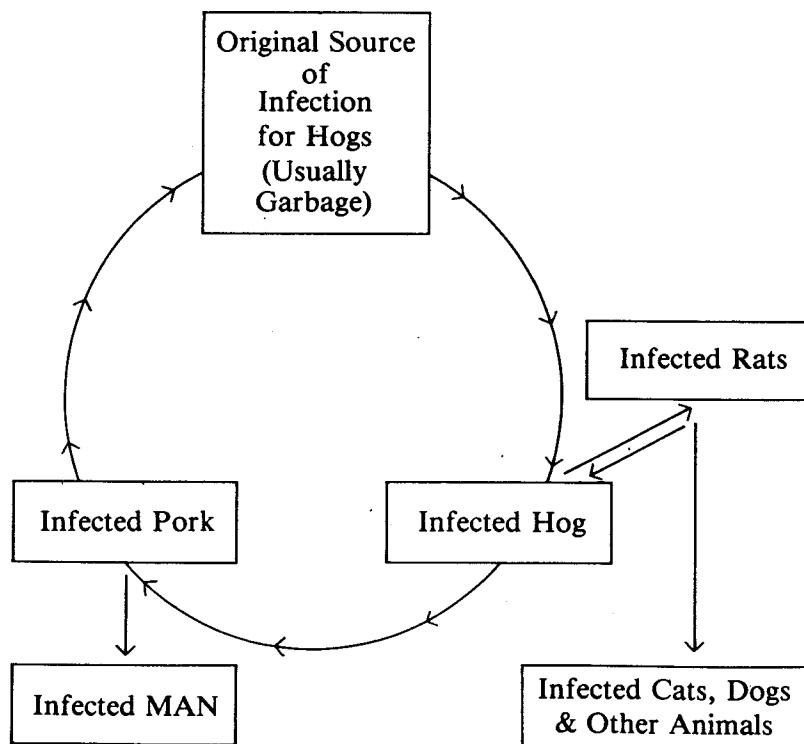 Original Source
of
Infection
for Hogs
(Usually
Garbage)
Infected Rats
Infected Pork
Infected Hog
Infected MAN
Infected Cats, Dogs
& Other Animals